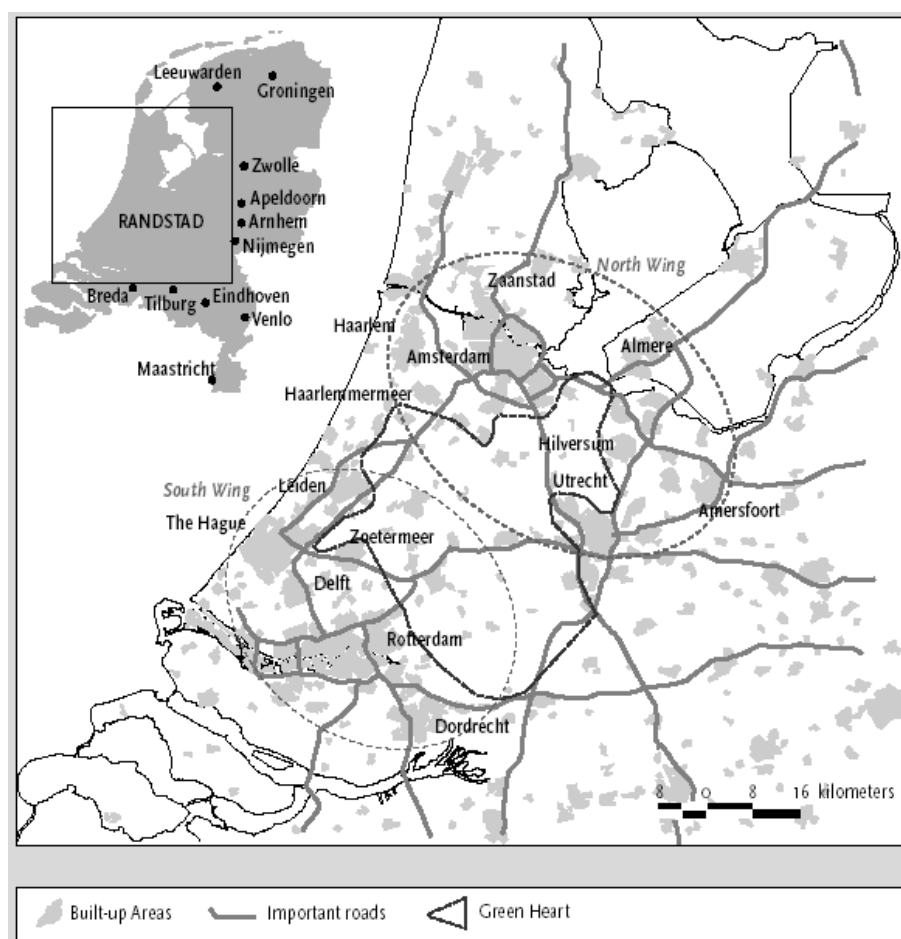 Leeuwarden
Groningen
Zwolle
Apeldoorn
RANDSTAD
Arnhem
Nijmegen
Breda
Tilburg
Eindhoven
Venlo
Maastricht
North Wing
Zaanstad
Haarlem
Amsterdam
Almere
Haarlemmermeer
Hilversum
Utrecht
South Wing
Leiden
Amersfoort
The Hague
Zoetermeer
Delft
Rotterdam
Dordrecht
8 0 8 16 kilometers
Built-up Areas
Important roads
Green Heart